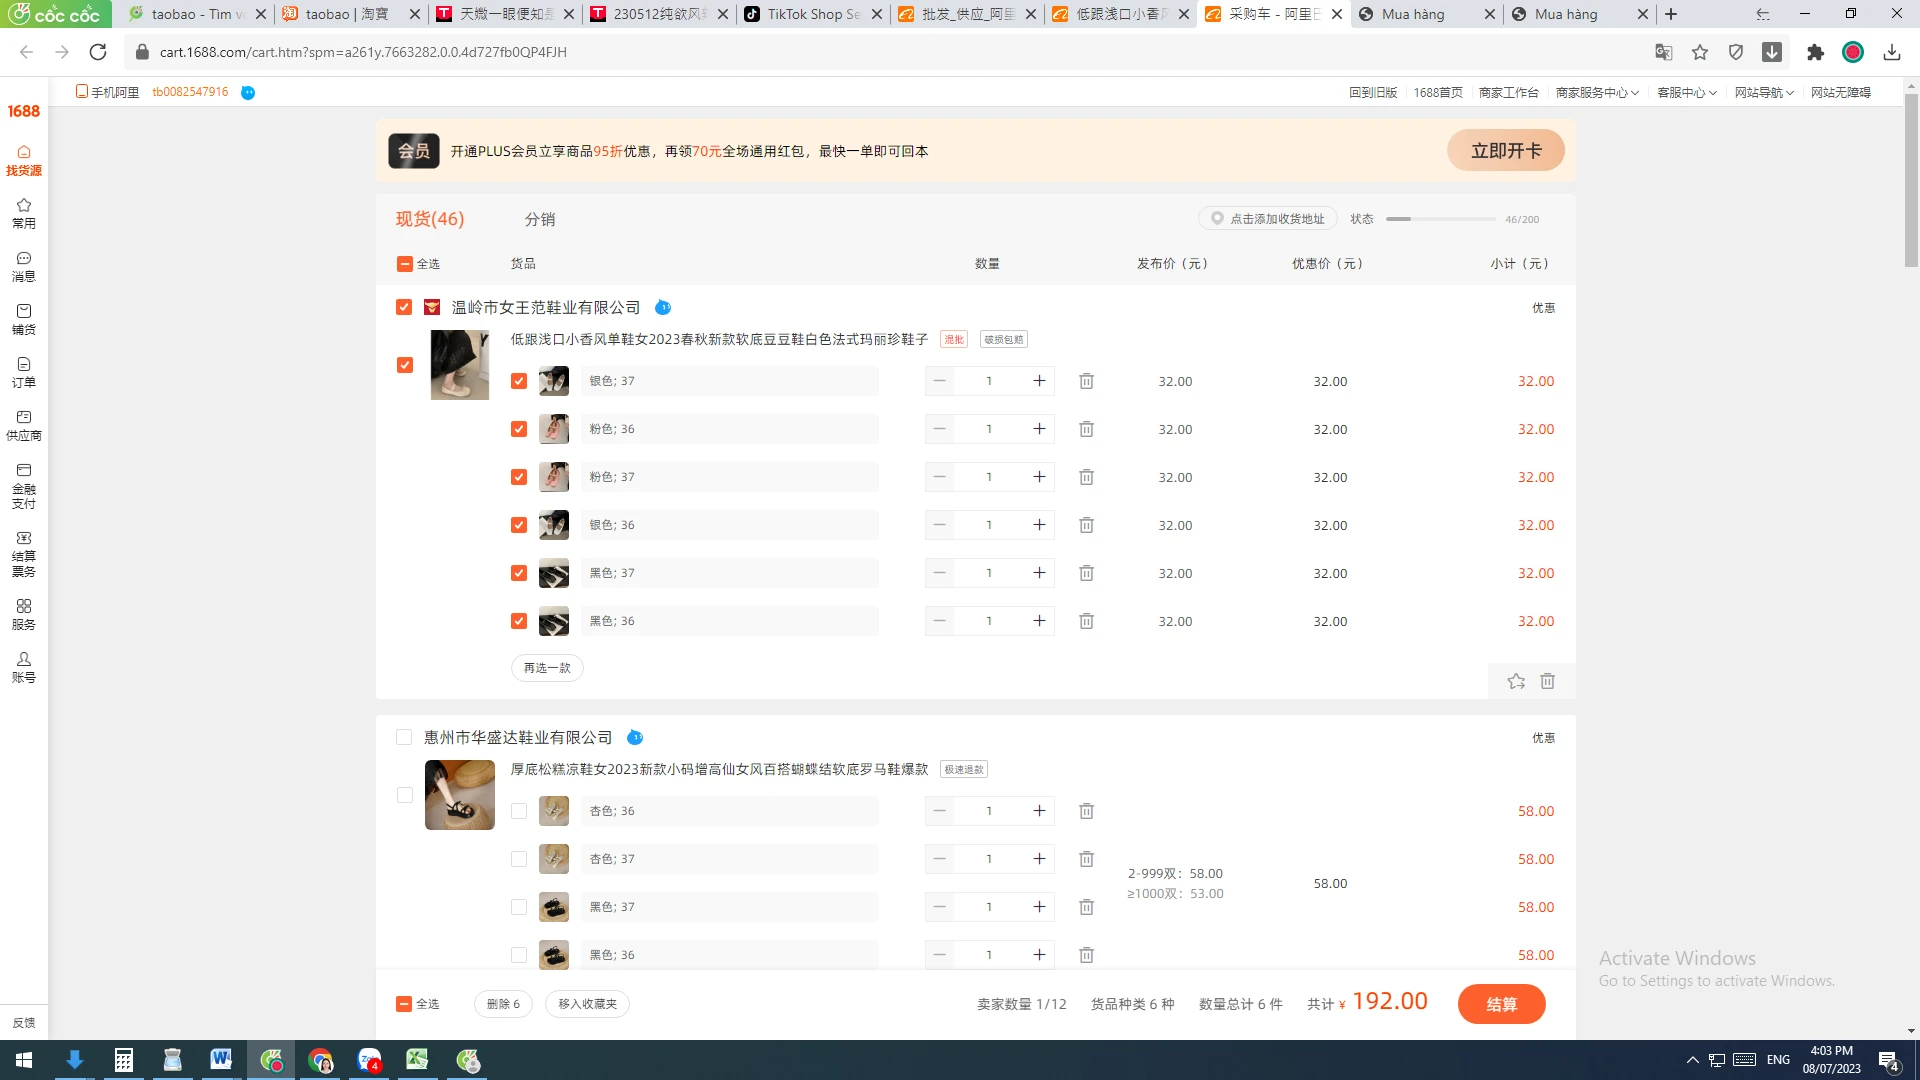 cốc cốc
taobao - Tìm v
taobao | 淘寶
天嫐一眼便知是
230512纯欲风
TikTok Shop Se
批发_供应_阿里
低跟浅口小香风
采购车 - 阿里巴
Mua hàng
Mua hàng
cart.1688.com/cart.htm?spm=a261y.7663282.0.0.4d727fb0QP4FJH
手机阿里 tb0082547916
回到旧版 1688首页 商家工作台 商家服务中心 客服中心 网站导航 网站无障碍
1688
找货源
常用
消息
铺货
订单
供应商
金融
支付
结算
票务
服务
账号
反馈
会员 开通PLUS会员立享商品95折优惠，再领70元全场通用红包，最快一单即可回本 立即开卡
现货(46) 分销 点击添加收货地址 状态 46/200
全选 货品 数量 发布价（元） 优惠价（元） 小计（元）
温岭市女王范鞋业有限公司 优惠
低跟浅口小香风单鞋女2023春秋新款软底豆豆鞋白色法式玛丽珍鞋子 混批 破损包赔
银色; 37 1 32.00 32.00 32.00
粉色; 36 1 32.00 32.00 32.00
粉色; 37 1 32.00 32.00 32.00
银色; 36 1 32.00 32.00 32.00
黑色; 37 1 32.00 32.00 32.00
黑色; 36 1 32.00 32.00 32.00
再选一款
惠州市华盛达鞋业有限公司 优惠
厚底松糕凉鞋女2023新款小码增高仙女风百搭蝴蝶结软底罗马鞋爆款 极速退款
杏色; 36 1 58.00
杏色; 37 1 58.00
2-999双：58.00 58.00
≥1000双：53.00
黑色; 37 1 58.00
黑色; 36 1 58.00
全选 删除 6 移入收藏夹 卖家数量 1/12 货品种类 6 种 数量总计 6 件 共计 ¥ 192.00 结算
Activate Windows
Go to Settings to activate Windows.
4
ENG
4:03 PM
08/07/2023
4